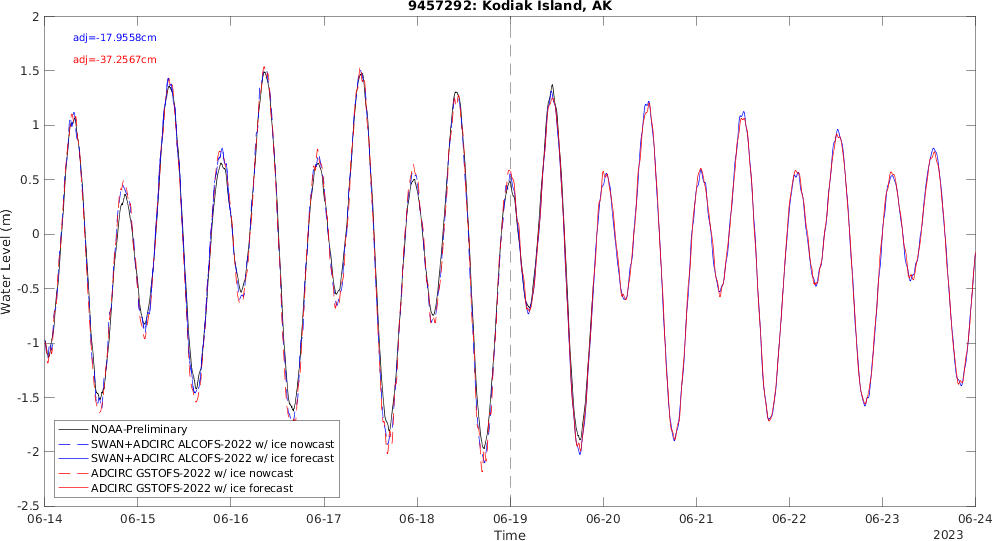 9457292: Kodiak Island, AK
adj=-17.9558cm
adj=-37.2567cm
2
1.5
1
0.5
0
-0.5
-1
-1.5
-2
-2.5
Water Level (m)
NOAA-Preliminary
SWAN+ADCIRC ALCOFS-2022 w/ ice nowcast
SWAN+ADCIRC ALCOFS-2022 w/ ice forecast
ADCIRC GSTOFS-2022 w/ ice nowcast
ADCIRC GSTOFS-2022 w/ ice forecast
06-14 06-15 06-16 06-17 06-18 06-19 06-20 06-21 06-22 06-23 06-24
Time
2023